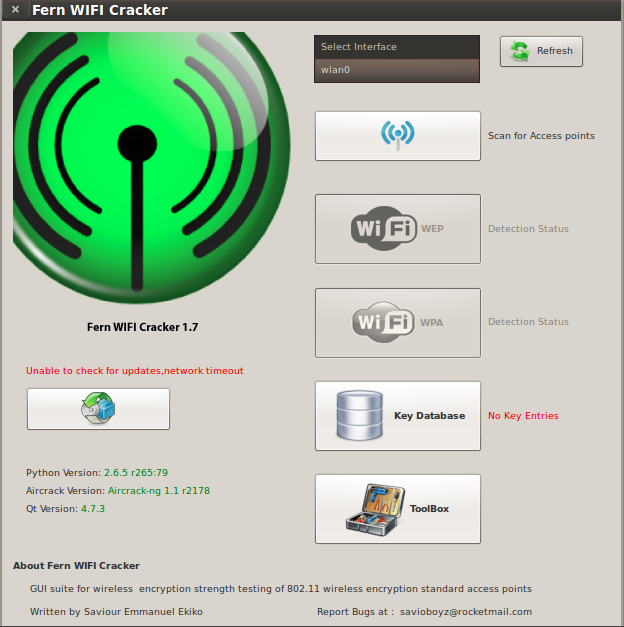 Fern WIFI Cracker
Select Interface
wlan0
Refresh
Scan for Access points
WiFi WEP
Detection Status
Fern WIFI Cracker 1.7
WiFi WPA
Detection Status
Unable to check for updates,network timeout
Key Database
No Key Entries
Python Version: 2.6.5 r265:79
Aircrack Version: Aircrack-ng 1.1 r2178
Qt Version: 4.7.3
ToolBox
About Fern WIFI Cracker
GUI suite for wireless encryption strength testing of 802.11 wireless encryption standard access points
Written by Saviour Emmanuel Ekiko
Report Bugs at : savioboyz@rocketmail.com